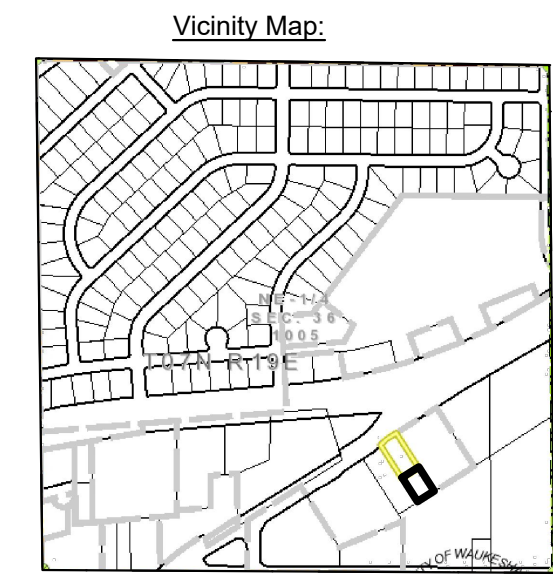 Vicinity Map:
NE-1/4
SEC. 36
1005
T07N R19E
OF WAUKESHA